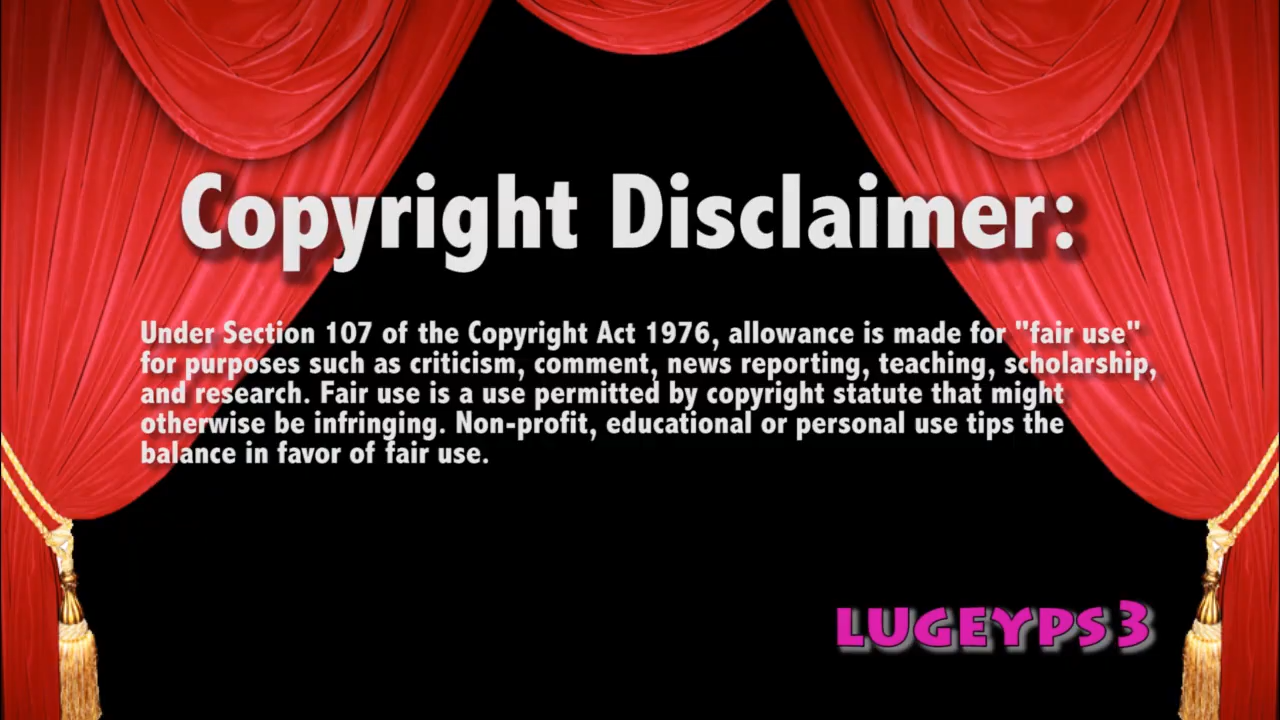 Copyright Disclaimer:
Under Section 107 of the Copyright Act 1976, allowance is made for "fair use"
for purposes such as criticism, comment, news reporting, teaching, scholarship,
and research. Fair use is a use permitted by copyright statute that might
otherwise be infringing. Non-profit, educational or personal use tips the
balance in favor of fair use.
LUGEYPS3